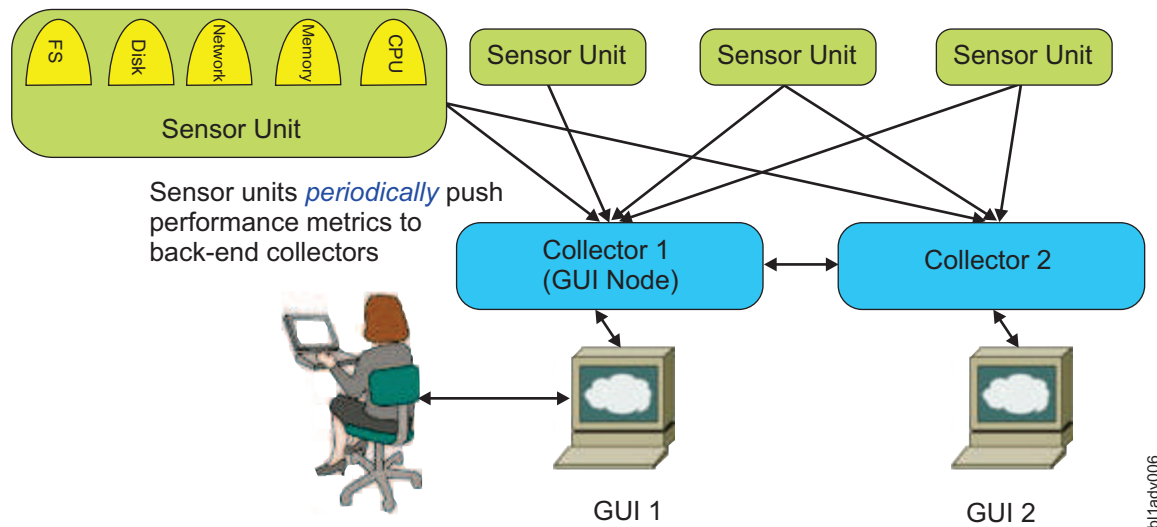 FS
Disk
Network
Memory
CPU
Sensor Unit
Sensor Unit
Sensor Unit
Sensor Unit
Sensor units periodically push
performance metrics to
back-end collectors
Collector 1
(GUI Node)
Collector 2
GUI 1
GUI 2
bl1adv006